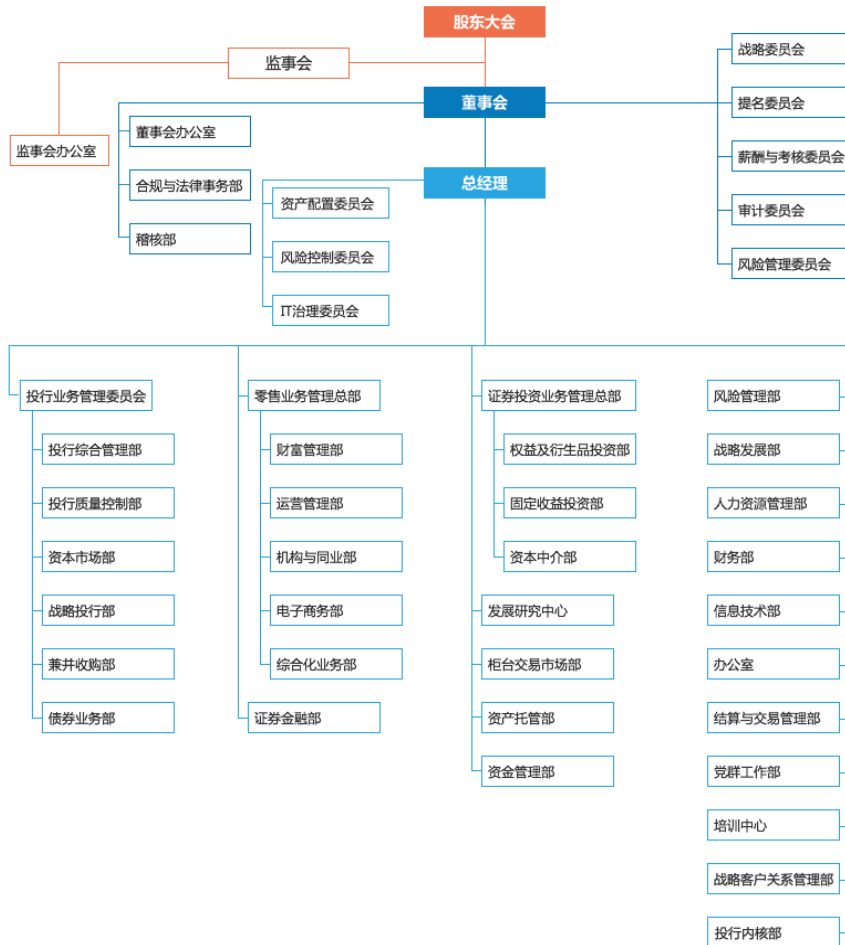 股东大会
监事会
监事会办公室
董事会
董事会办公室
合规与法律事务部
稽核部
战略委员会
提名委员会
薪酬与考核委员会
审计委员会
风险管理委员会
总经理
资产配置委员会
风险控制委员会
IT治理委员会
投行业务管理委员会
投行综合管理部
投行质量控制部
资本市场部
战略投行部
兼并收购部
债券业务部
零售业务管理总部
财富管理部
运营管理部
机构与同业部
电子商务部
综合化业务部
证券金融部
证券投资业务管理总部
权益及衍生品投资部
固定收益投资部
资本中介部
发展研究中心
柜台交易市场部
资产托管部
资金管理部
风险管理部
战略发展部
人力资源管理部
财务部
信息技术部
办公室
结算与交易管理部
党群工作部
培训中心
战略客户关系管理部
投行内核部